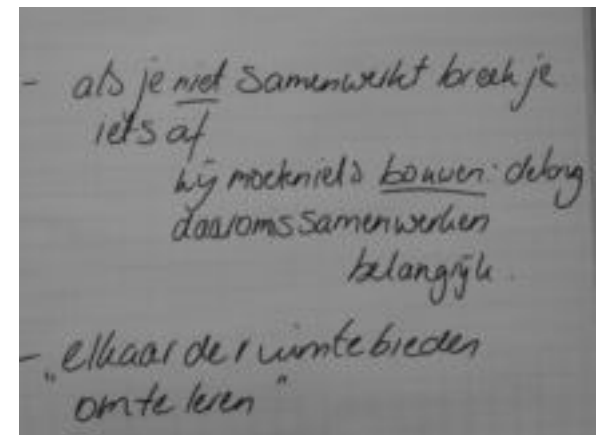 - als je niet samenwerkt breek je
iets af
wij moeten iets bouwen
daarom is samenwerken
belangrijk.
- "elkaar de ruimte bieden
om te leren"